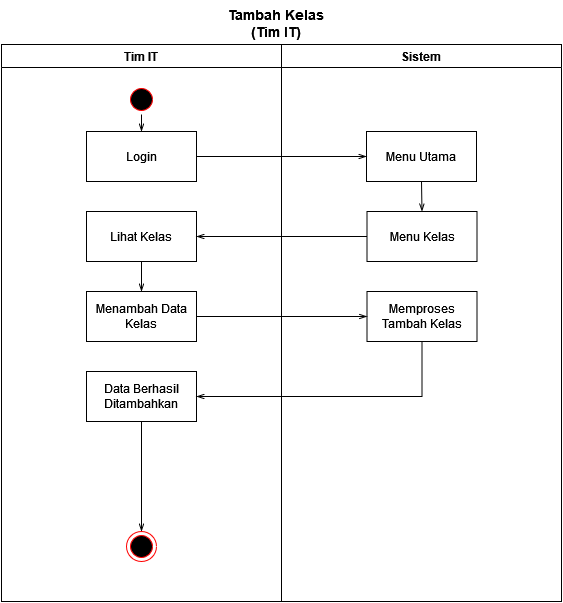 Tambah Kelas
(Tim IT)
Tim IT
Sistem
Login
Menu Utama
Lihat Kelas
Menu Kelas
Menambah Data
Kelas
Memproses
Tambah Kelas
Data Berhasil
Ditambahkan